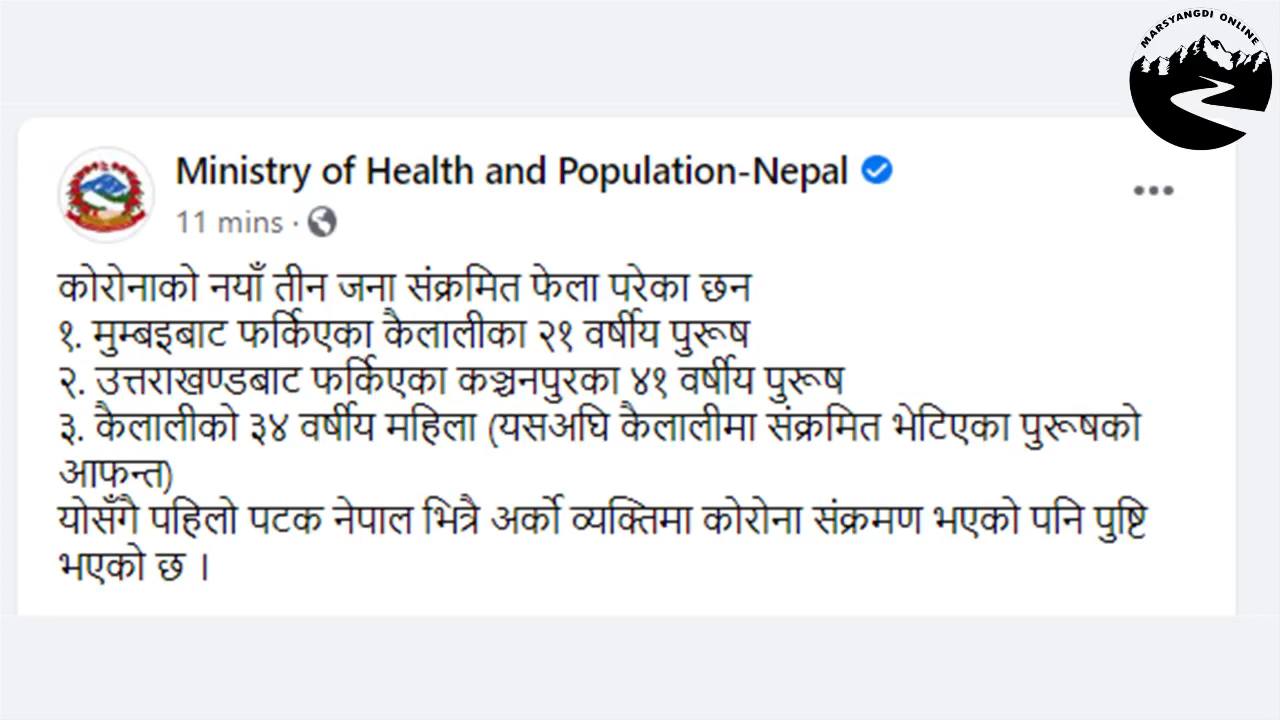 MARSYANGDI ONLINE
Ministry of Health and Population-Nepal
11 mins ·
कोरोनाको नयाँ तीन जना संक्रमित फेला परेका छन
१. मुम्बइबाट फर्किएका कैलालीका २१ वर्षीय पुरूष
२. उत्तराखण्डबाट फर्किएका कञ्चनपुरका ४१ वर्षीय पुरूष
३. कैलालीको ३४ वर्षीय महिला (यसअघि कैलालीमा संक्रमित भेटिएका पुरूषको
आफन्त)
योसँगै पहिलो पटक नेपाल भित्रै अर्को व्यक्तिमा कोरोना संक्रमण भएको पनि पुष्टि
भएको छ ।